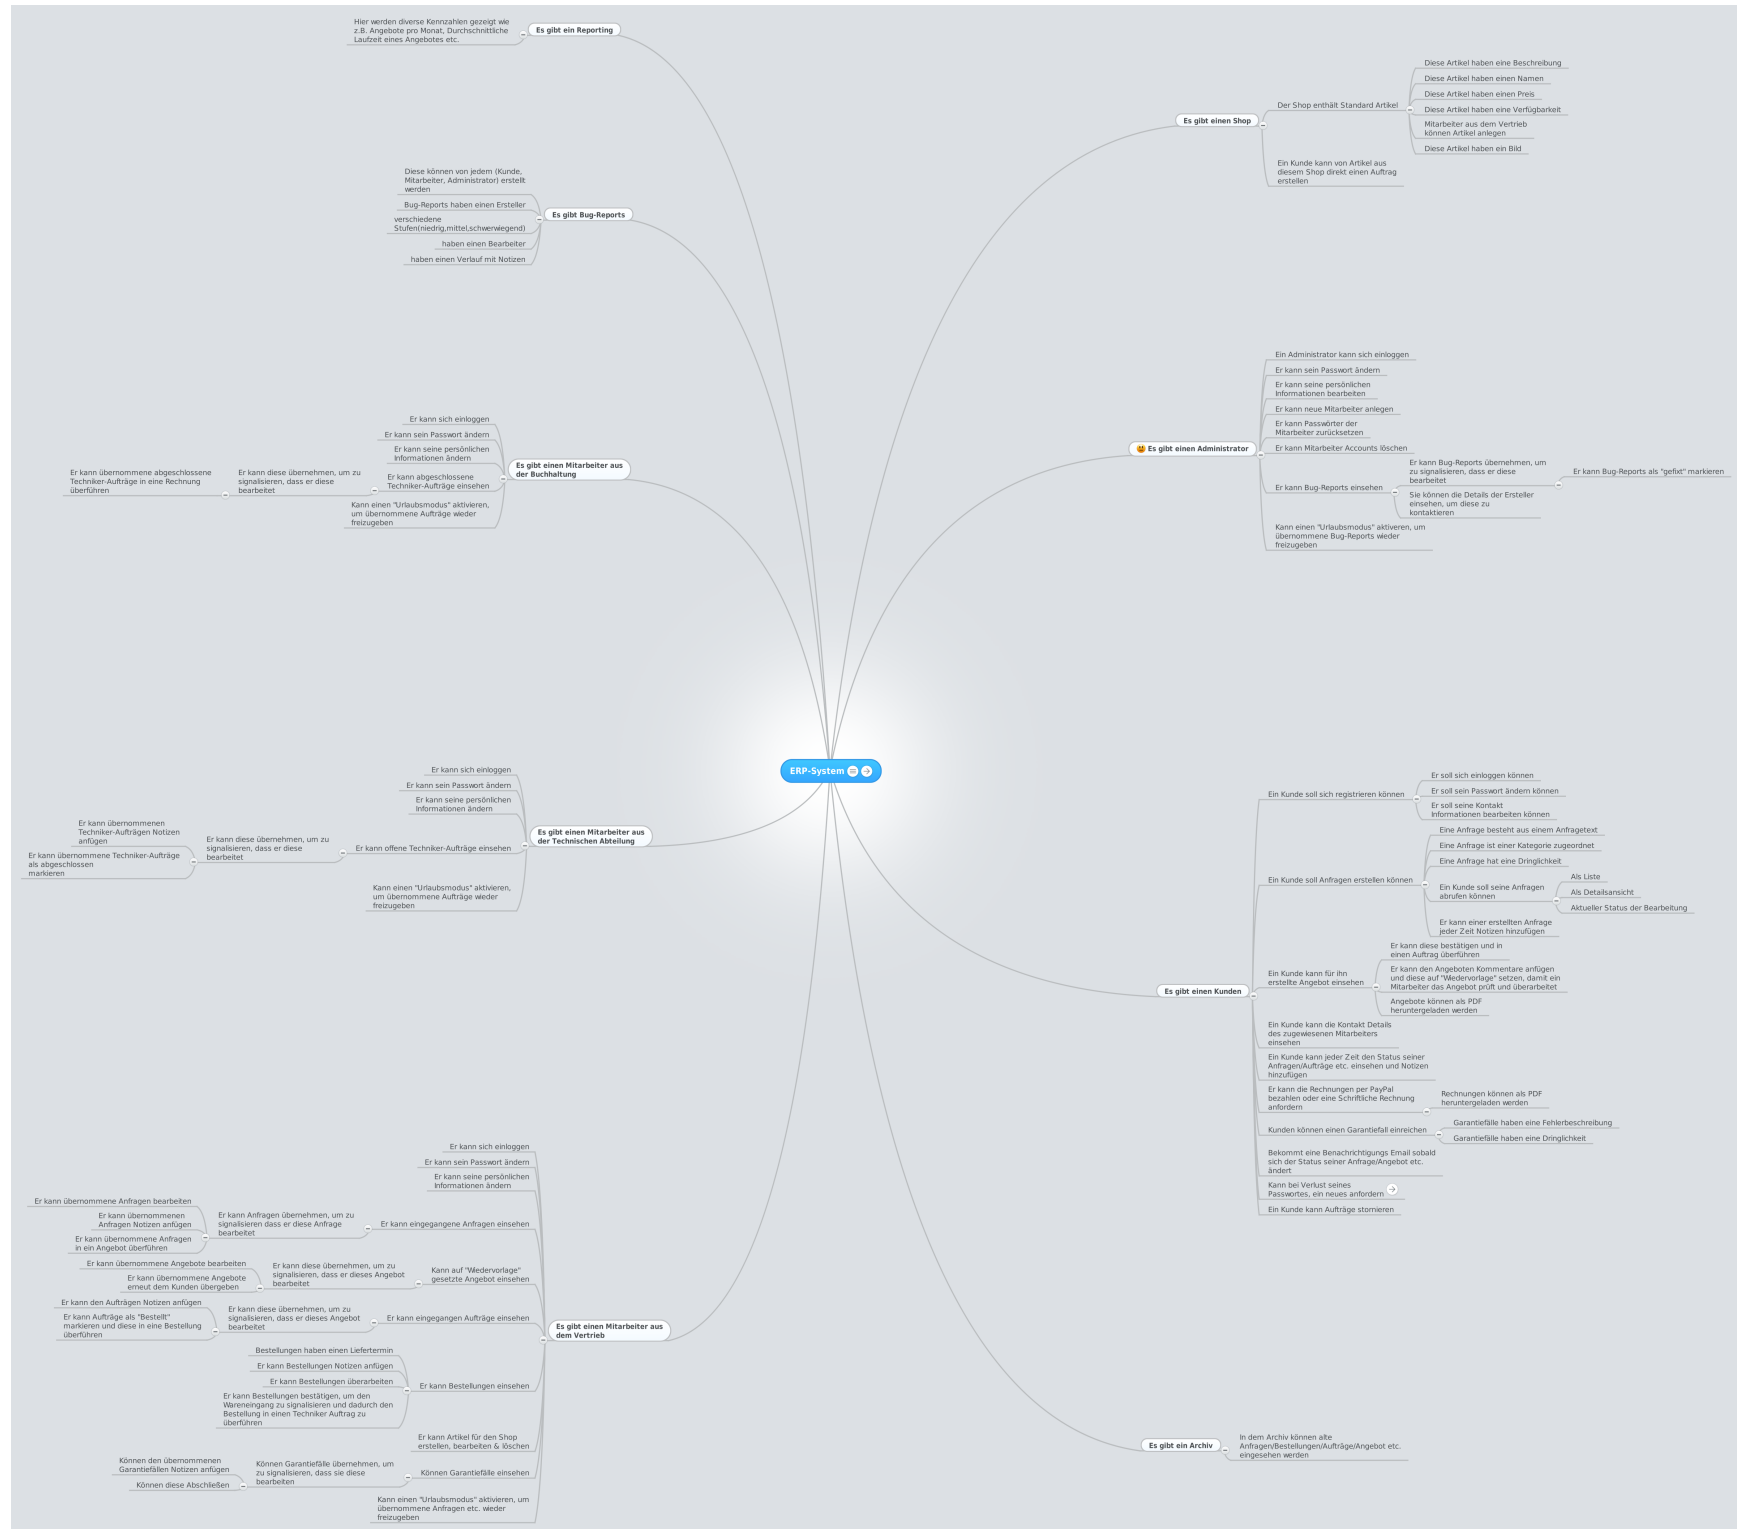 ERP-System
Es gibt ein Reporting
Hier werden diverse Kennzahlen gezeigt wie
z.B. Angebote pro Monat, Durchschnittliche
Laufzeit eines Angebotes etc.
Es gibt Bug-Reports
Diese können von jedem (Kunde,
Mitarbeiter, Administrator) erstellt
werden
Bug-Reports haben einen Ersteller
verschiedene
Stufen(niedrig,mittel,schwerwiegend)
haben einen Bearbeiter
haben einen Verlauf mit Notizen
Es gibt einen Mitarbeiter aus
der Buchhaltung
Er kann sich einloggen
Er kann sein Passwort ändern
Er kann seine persönlichen
Informationen ändern
Er kann abgeschlossene
Techniker-Aufträge einsehen
Er kann diese übernehmen, um zu
signalisieren, dass er diese
bearbeitet
Er kann übernommene abgeschlossene
Techniker-Aufträge in eine Rechnung
überführen
Kann einen "Urlaubsmodus" aktivieren,
um übernommene Aufträge wieder
freizugeben
Es gibt einen Mitarbeiter aus
der Technischen Abteilung
Er kann sich einloggen
Er kann sein Passwort ändern
Er kann seine persönlichen
Informationen ändern
Er kann offene Techniker-Aufträge einsehen
Er kann diese übernehmen, um zu
signalisieren, dass er diese
bearbeitet
Er kann übernommenen
Techniker-Aufträgen Notizen
anfügen
Er kann übernommene Techniker-Aufträge
als abgeschlossen
markieren
Kann einen "Urlaubsmodus" aktivieren,
um übernommene Aufträge wieder
freizugeben
Es gibt einen Mitarbeiter aus
dem Vertrieb
Er kann sich einloggen
Er kann sein Passwort ändern
Er kann seine persönlichen
Informationen ändern
Er kann eingegangene Anfragen einsehen
Er kann Anfragen übernehmen, um zu
signalisieren dass er diese Anfrage
bearbeitet
Er kann übernommene Anfragen bearbeiten
Er kann übernommenen
Anfragen Notizen anfügen
Er kann übernommene Anfragen
in ein Angebot überführen
Kann auf "Wiedervorlage"
gesetzte Angebot einsehen
Er kann diese übernehmen, um zu
signalisieren, dass er dieses Angebot
bearbeitet
Er kann übernommene Angebote bearbeiten
Er kann übernommene Angebote
erneut dem Kunden übergeben
Er kann eingegangen Aufträge einsehen
Er kann diese übernehmen, um zu
signalisieren, dass er dieses Angebot
bearbeitet
Er kann den Aufträgen Notizen anfügen
Er kann Aufträge als "Bestellt"
markieren und diese in eine Bestellung
überführen
Er kann Bestellungen einsehen
Bestellungen haben einen Liefertermin
Er kann Bestellungen Notizen anfügen
Er kann Bestellungen überarbeiten
Er kann Bestellungen bestätigen, um den
Wareneingang zu signalisieren und dadurch den
Bestellung in einen Techniker Auftrag zu
überführen
Er kann Artikel für den Shop
erstellen, bearbeiten & löschen
Können Garantiefälle einsehen
Können Garantiefälle übernehmen, um
zu signalisieren, dass sie diese
bearbeiten
Können den übernommenen
Garantiefällen Notizen anfügen
Können diese Abschließen
Kann einen "Urlaubsmodus" aktivieren, um
übernommene Anfragen etc. wieder
freizugeben
Es gibt einen Shop
Der Shop enthält Standard Artikel
Diese Artikel haben eine Beschreibung
Diese Artikel haben einen Namen
Diese Artikel haben einen Preis
Diese Artikel haben eine Verfügbarkeit
Mitarbeiter aus dem Vertrieb
können Artikel anlegen
Diese Artikel haben ein Bild
Ein Kunde kann von Artikel aus
diesem Shop direkt einen Auftrag
erstellen
Es gibt einen Administrator
Ein Administrator kann sich einloggen
Er kann sein Passwort ändern
Er kann seine persönlichen
Informationen bearbeiten
Er kann neue Mitarbeiter anlegen
Er kann Passwörter der
Mitarbeiter zurücksetzen
Er kann Mitarbeiter Accounts löschen
Er kann Bug-Reports einsehen
Er kann Bug-Reports übernehmen, um
zu signalisieren, dass er diese
bearbeitet
Er kann Bug-Reports als "gefixt" markieren
Sie können die Details der Ersteller
einsehen, um diese zu
kontaktieren
Kann einen "Urlaubsmodus" aktiveren, um
übernommene Bug-Reports wieder
freizugeben
Es gibt einen Kunden
Ein Kunde soll sich registrieren können
Er soll sich einloggen können
Er soll sein Passwort ändern können
Er soll seine Kontakt
Informationen bearbeiten können
Ein Kunde soll Anfragen erstellen können
Eine Anfrage besteht aus einem Anfragetext
Eine Anfrage ist einer Kategorie zugeordnet
Eine Anfrage hat eine Dringlichkeit
Ein Kunde soll seine Anfragen
abrufen können
Als Liste
Als Detailsansicht
Aktueller Status der Bearbeitung
Er kann einer erstellten Anfrage
jeder Zeit Notizen hinzufügen
Ein Kunde kann für ihn
erstellte Angebot einsehen
Er kann diese bestätigen und in
einen Auftrag überführen
Er kann den Angeboten Kommentare anfügen
und diese auf "Wiedervorlage" setzen, damit ein
Mitarbeiter das Angebot prüft und überarbeitet
Angebote können als PDF
heruntergeladen werden
Ein Kunde kann die Kontakt Details
des zugewiesenen Mitarbeiters
einsehen
Ein Kunde kann jeder Zeit den Status seiner
Anfragen/Aufträge etc. einsehen und Notizen
hinzufügen
Er kann die Rechnungen per PayPal
bezahlen oder eine Schriftliche Rechnung
anfordern
Rechnungen können als PDF
heruntergeladen werden
Kunden können einen Garantiefall einreichen
Garantiefälle haben eine Fehlerbeschreibung
Garantiefälle haben eine Dringlichkeit
Bekommt eine Benachrichtigungs Email sobald
sich der Status seiner Anfrage/Angebot etc.
ändert
Kann bei Verlust seines
Passwortes, ein neues anfordern
Ein Kunde kann Aufträge stornieren
Es gibt ein Archiv
In dem Archiv können alte
Anfragen/Bestellungen/Aufträge/Angebot etc.
eingesehen werden